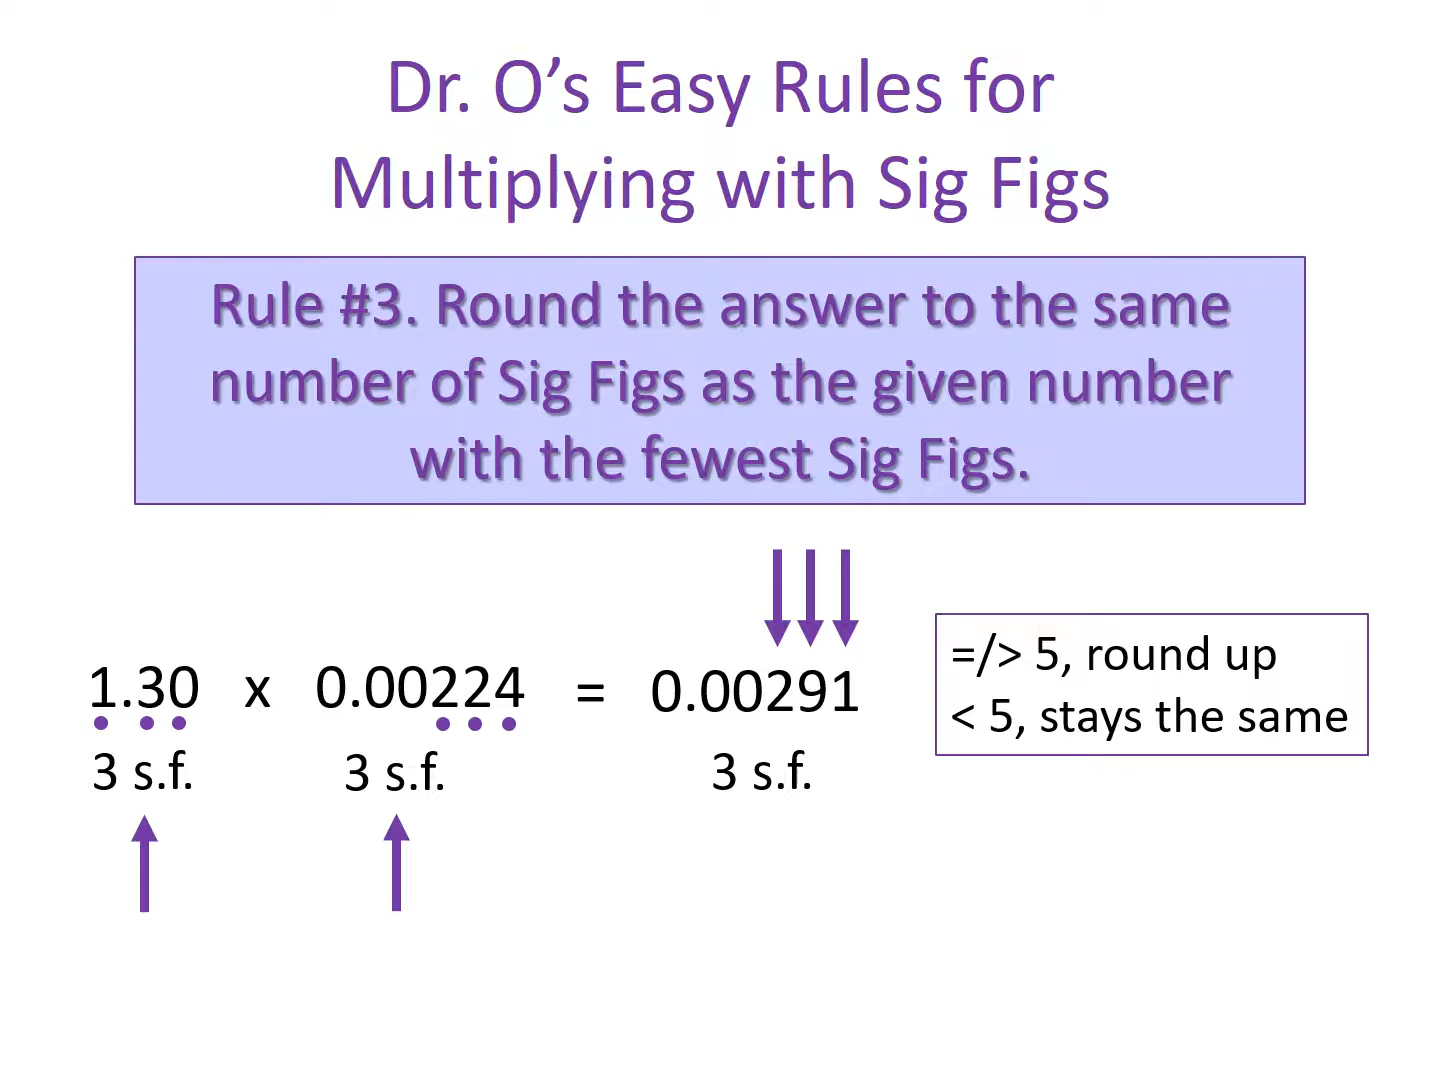 Dr. O’s Easy Rules for
Multiplying with Sig Figs
Rule #3. Round the answer to the same
number of Sig Figs as the given number
with the fewest Sig Figs.
1.30 x 0.00224 = 0.00291
3 s.f. 3 s.f. 3 s.f.
=/> 5, round up
< 5, stays the same